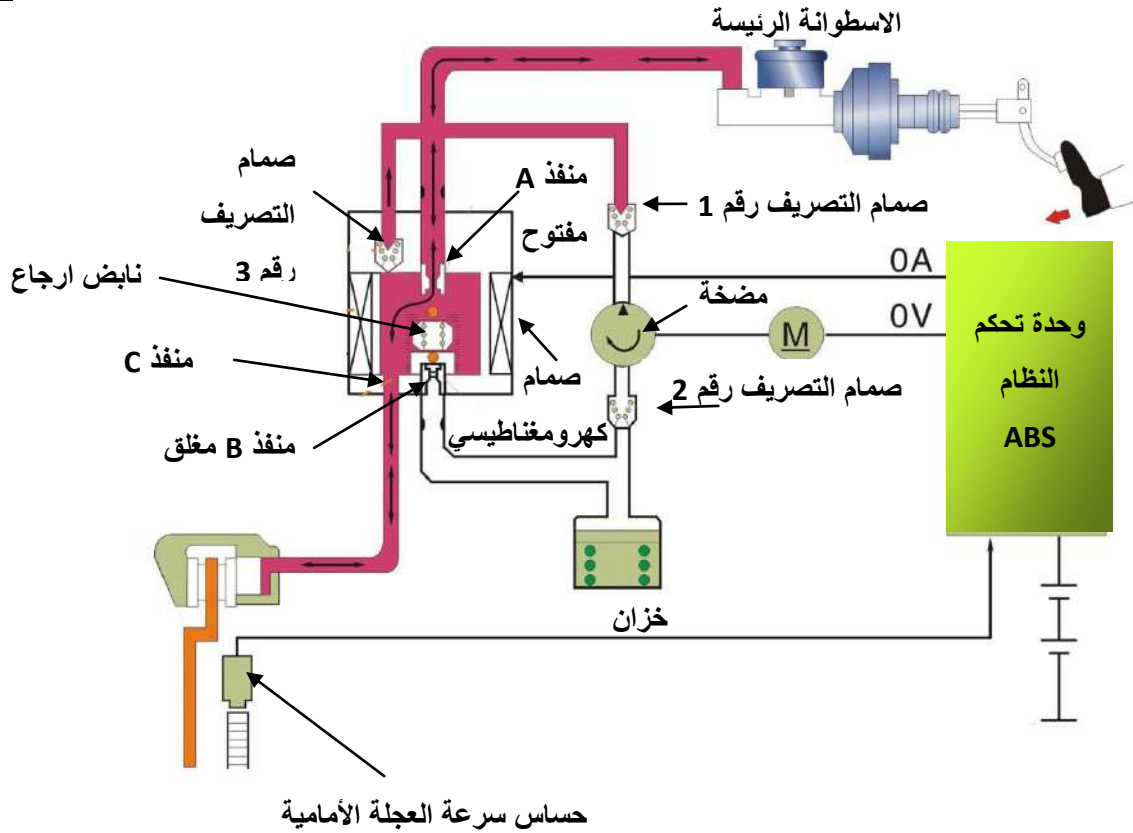 الاسطوانة الرئيسة
صمام
التصريف
رقم 3
منفذ A
مفتوح
صمام التصريف رقم 1
نابض ارجاع
0A
مضخة
0V
M
وحدة تحكم
النظام
ABS
منفذ C
صمام
كهرومغناطيسي
صمام التصريف رقم 2
منفذ B مغلق
خزان
حساس سرعة العجلة الأمامية